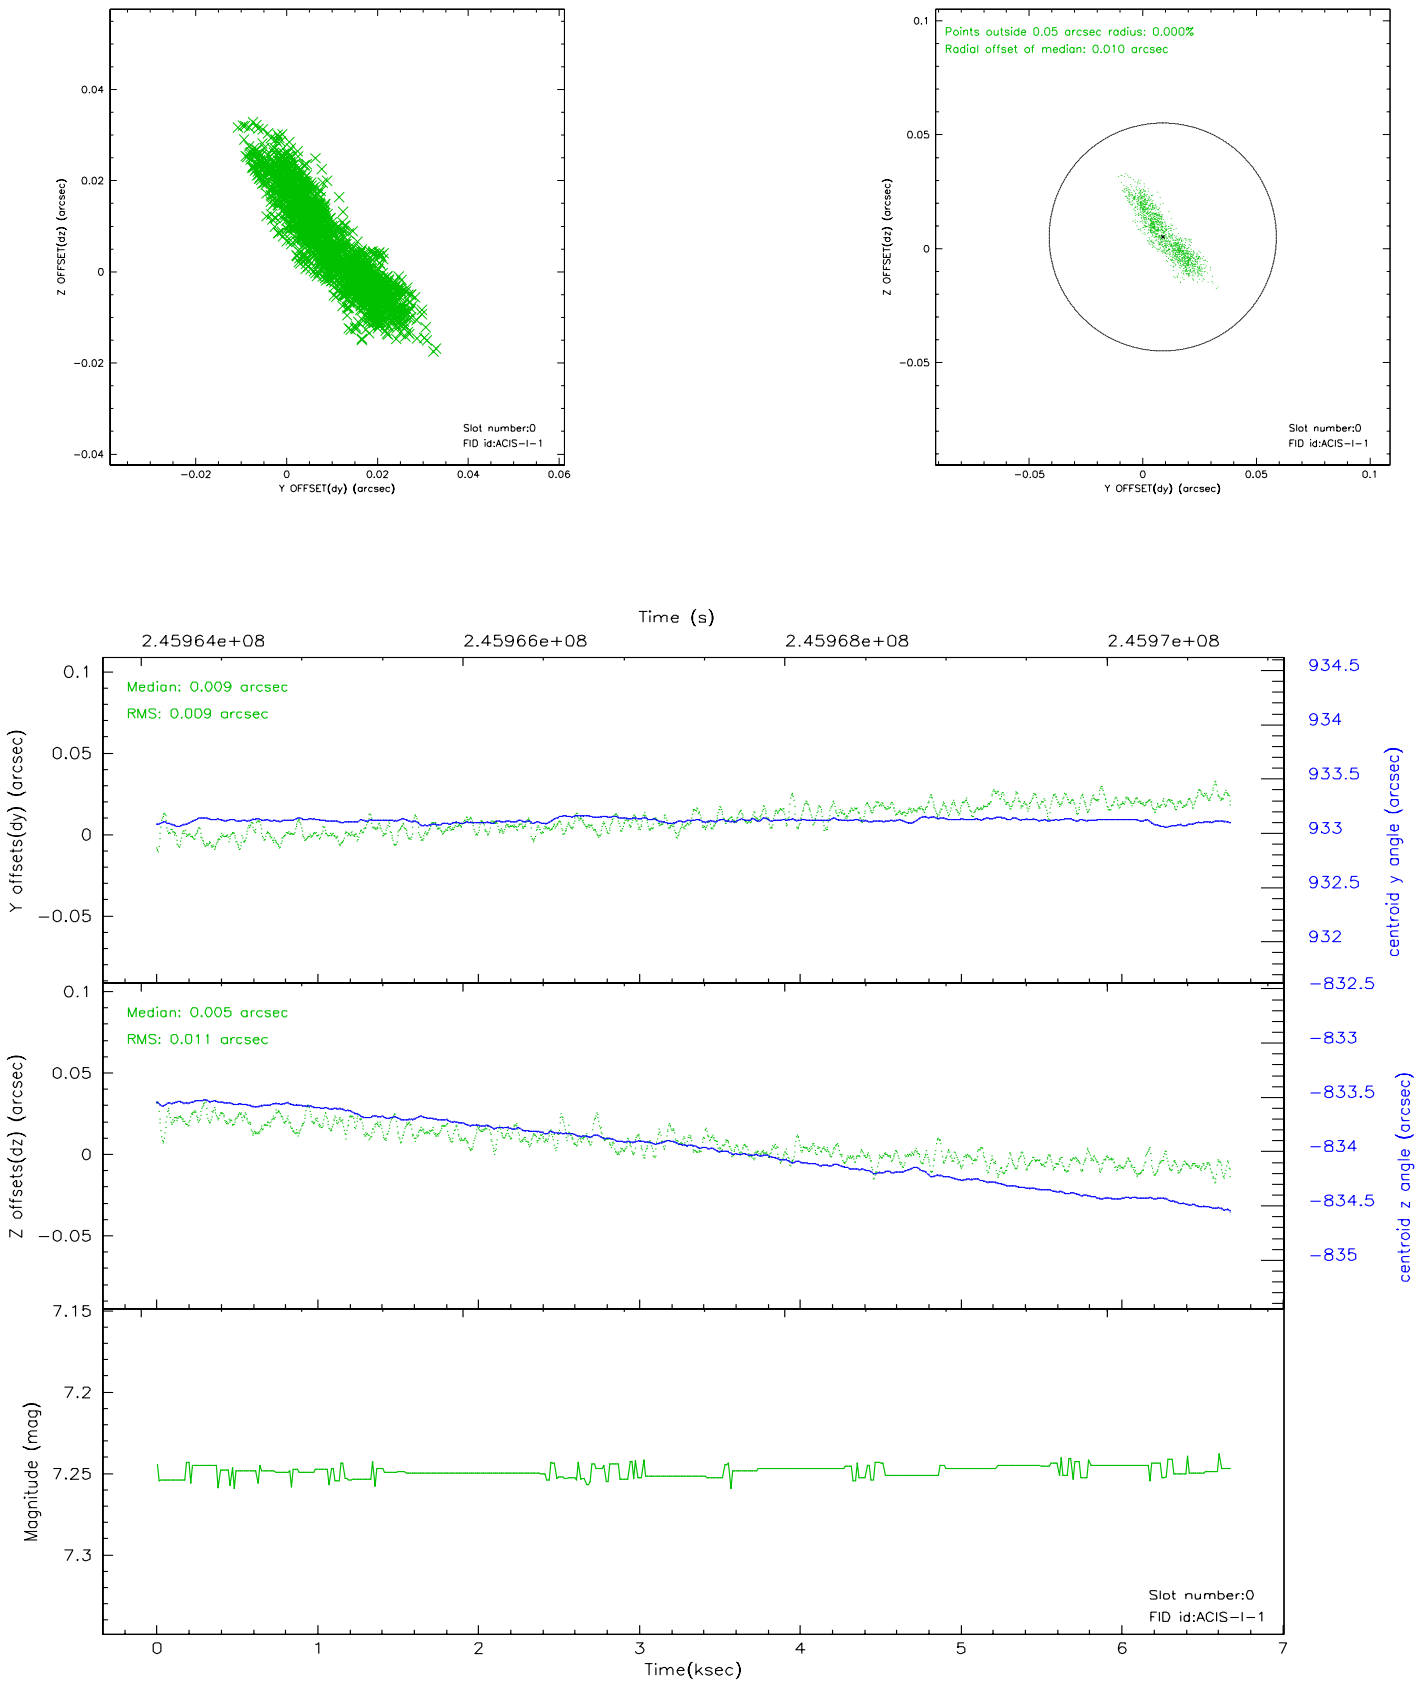 0.04
0.02
0
−0.02
−0.04
Z OFFSET(dz) (arcsec)
−0.02
0
0.02
0.04
0.06
Y OFFSET(dy) (arcsec)
Slot number:0
FID id:ACIS−I−1
Points outside 0.05 arcsec radius: 0.000%
Radial offset of median: 0.010 arcsec
0.1
0.05
0
−0.05
Z OFFSET(dz) (arcsec)
−0.05
0
0.05
0.1
Y OFFSET(dy) (arcsec)
Slot number:0
FID id:ACIS−I−1
Time (s)
2.45964e+08
2.45966e+08
2.45968e+08
2.4597e+08
Median: 0.009 arcsec
RMS: 0.009 arcsec
0.1
0.05
0
−0.05
Y offsets(dy) (arcsec)
934.5
934
933.5
933
932.5
932
centroid y angle (arcsec)
Median: 0.005 arcsec
RMS: 0.011 arcsec
0.1
0.05
0
−0.05
Z offsets(dz) (arcsec)
−832.5
−833
−833.5
−834
−834.5
−835
centroid z angle (arcsec)
7.15
7.2
7.25
7.3
Magnitude (mag)
Slot number:0
FID id:ACIS−I−1
0
1
2
3
4
5
6
7
Time(ksec)